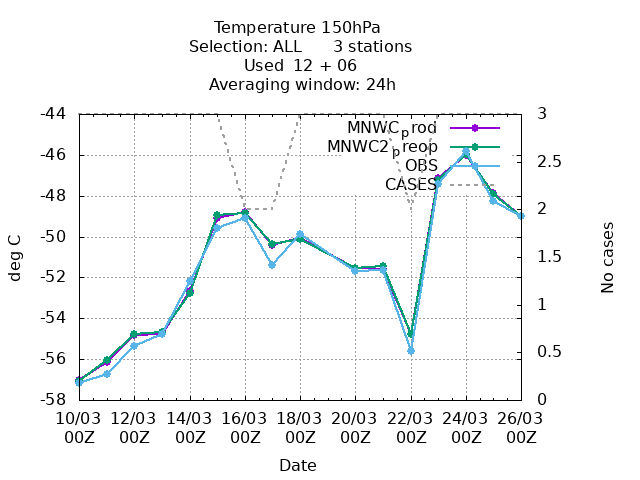 Temperature 150hPa
Selection: ALL 3 stations
Used 12 + 06
Averaging window: 24h
-44
-46
-48
-50
-52
-54
-56
-58
deg C
3
2.5
2
1.5
1
0.5
0
No cases
MNWCprod
MNWC2preop
OBS
CASES
10/03 12/03 14/03 16/03 18/03 20/03 22/03 24/03 26/03
00Z 00Z 00Z 00Z 00Z 00Z 00Z 00Z 00Z
Date